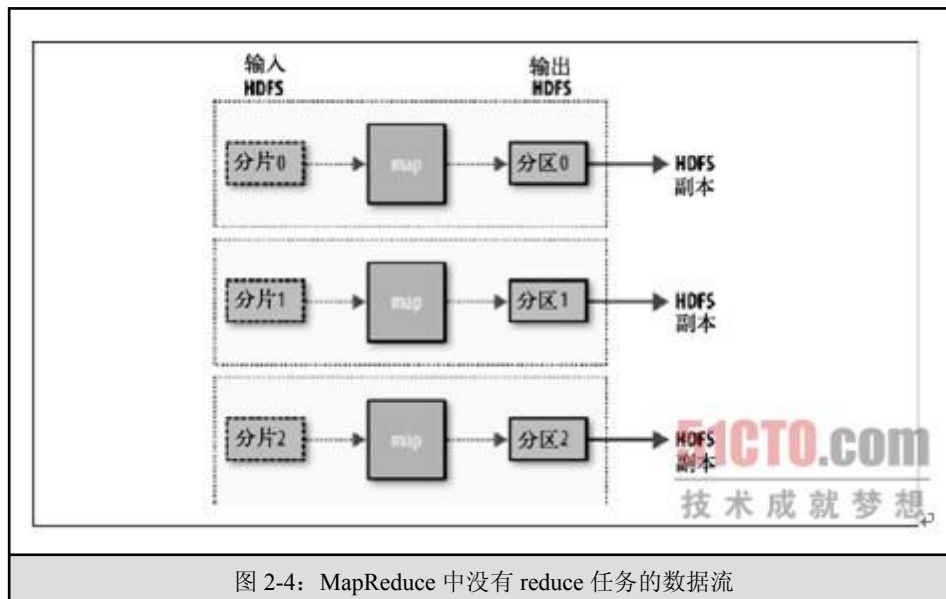 输入
HDFS
输出
HDFS
分片0
map
分区0
HDFS
副本
分片1
map
分区1
HDFS
副本
分片2
map
分区2
HDFS
副本
51CTO.com
技术成就梦想
图 2-4：MapReduce 中没有 reduce 任务的数据流